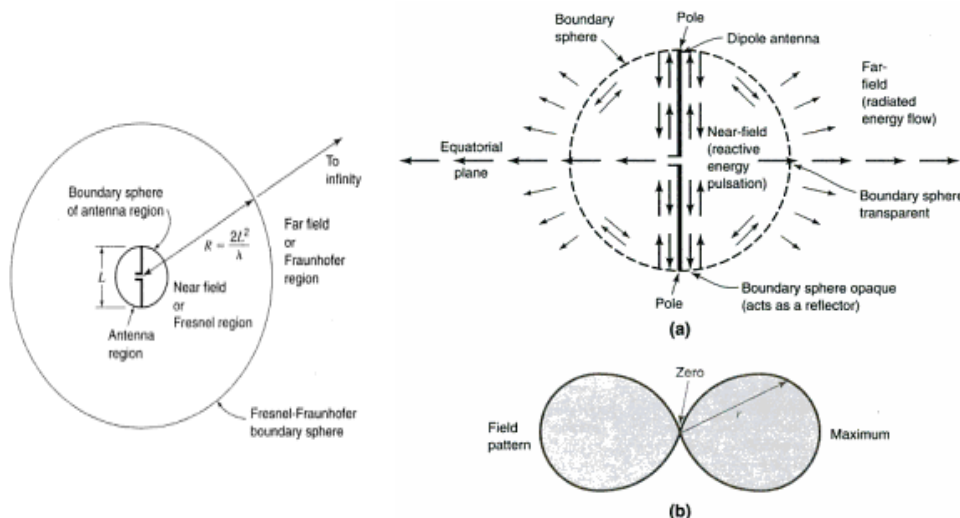 Boundary sphere
of antenna region
To
infinity
R = 2L²/λ
Far field
or
Fraunhofer
region
L
Near field
or
Fresnel region
Antenna
region
Fresnel-Fraunhofer
boundary sphere
Boundary
sphere
Pole
Dipole antenna
Far-
field
(radiated
energy flow)
Equatorial
plane
Near-field
(reactive
energy
pulsation)
Boundary sphere
transparent
Boundary sphere opaque
(acts as a reflector)
Pole
(a)
Zero
r
Field
pattern
Maximum
(b)